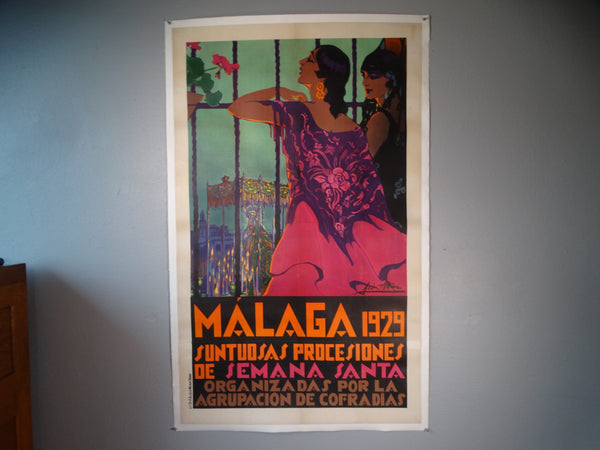 MÁLAGA 1929
SUNTUOSAS PROCESIONES
DE SEMANA SANTA
ORGANIZADAS POR LA
AGRUPACIÓN DE COFRADÍAS